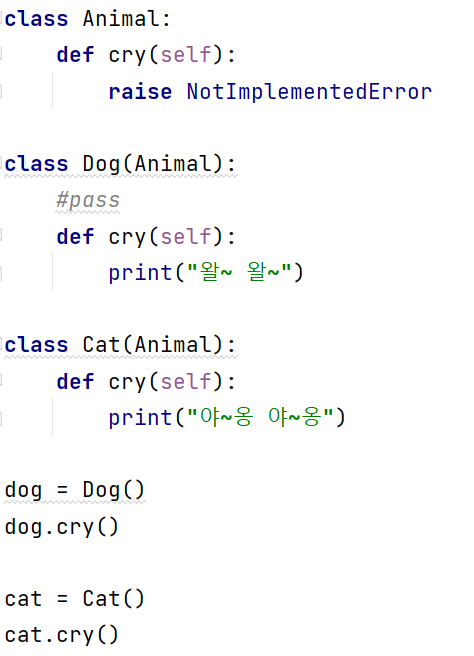 class Animal:
    def cry(self):
        raise NotImplementedError

class Dog(Animal):
    #pass
    def cry(self):
        print("왈~ 왈~")

class Cat(Animal):
    def cry(self):
        print("야~옹 야~옹")

dog = Dog()
dog.cry()

cat = Cat()
cat.cry()